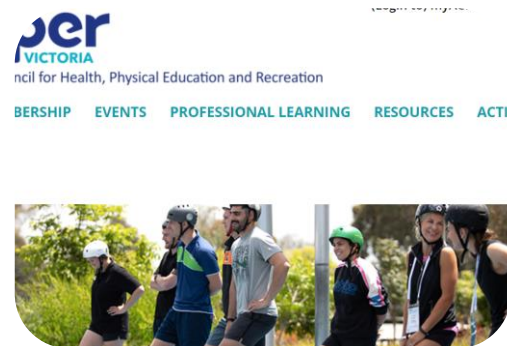 per
VICTORIA
ncil for Health, Physical Education and Recreation
BERSHIP EVENTS PROFESSIONAL LEARNING RESOURCES ACTI